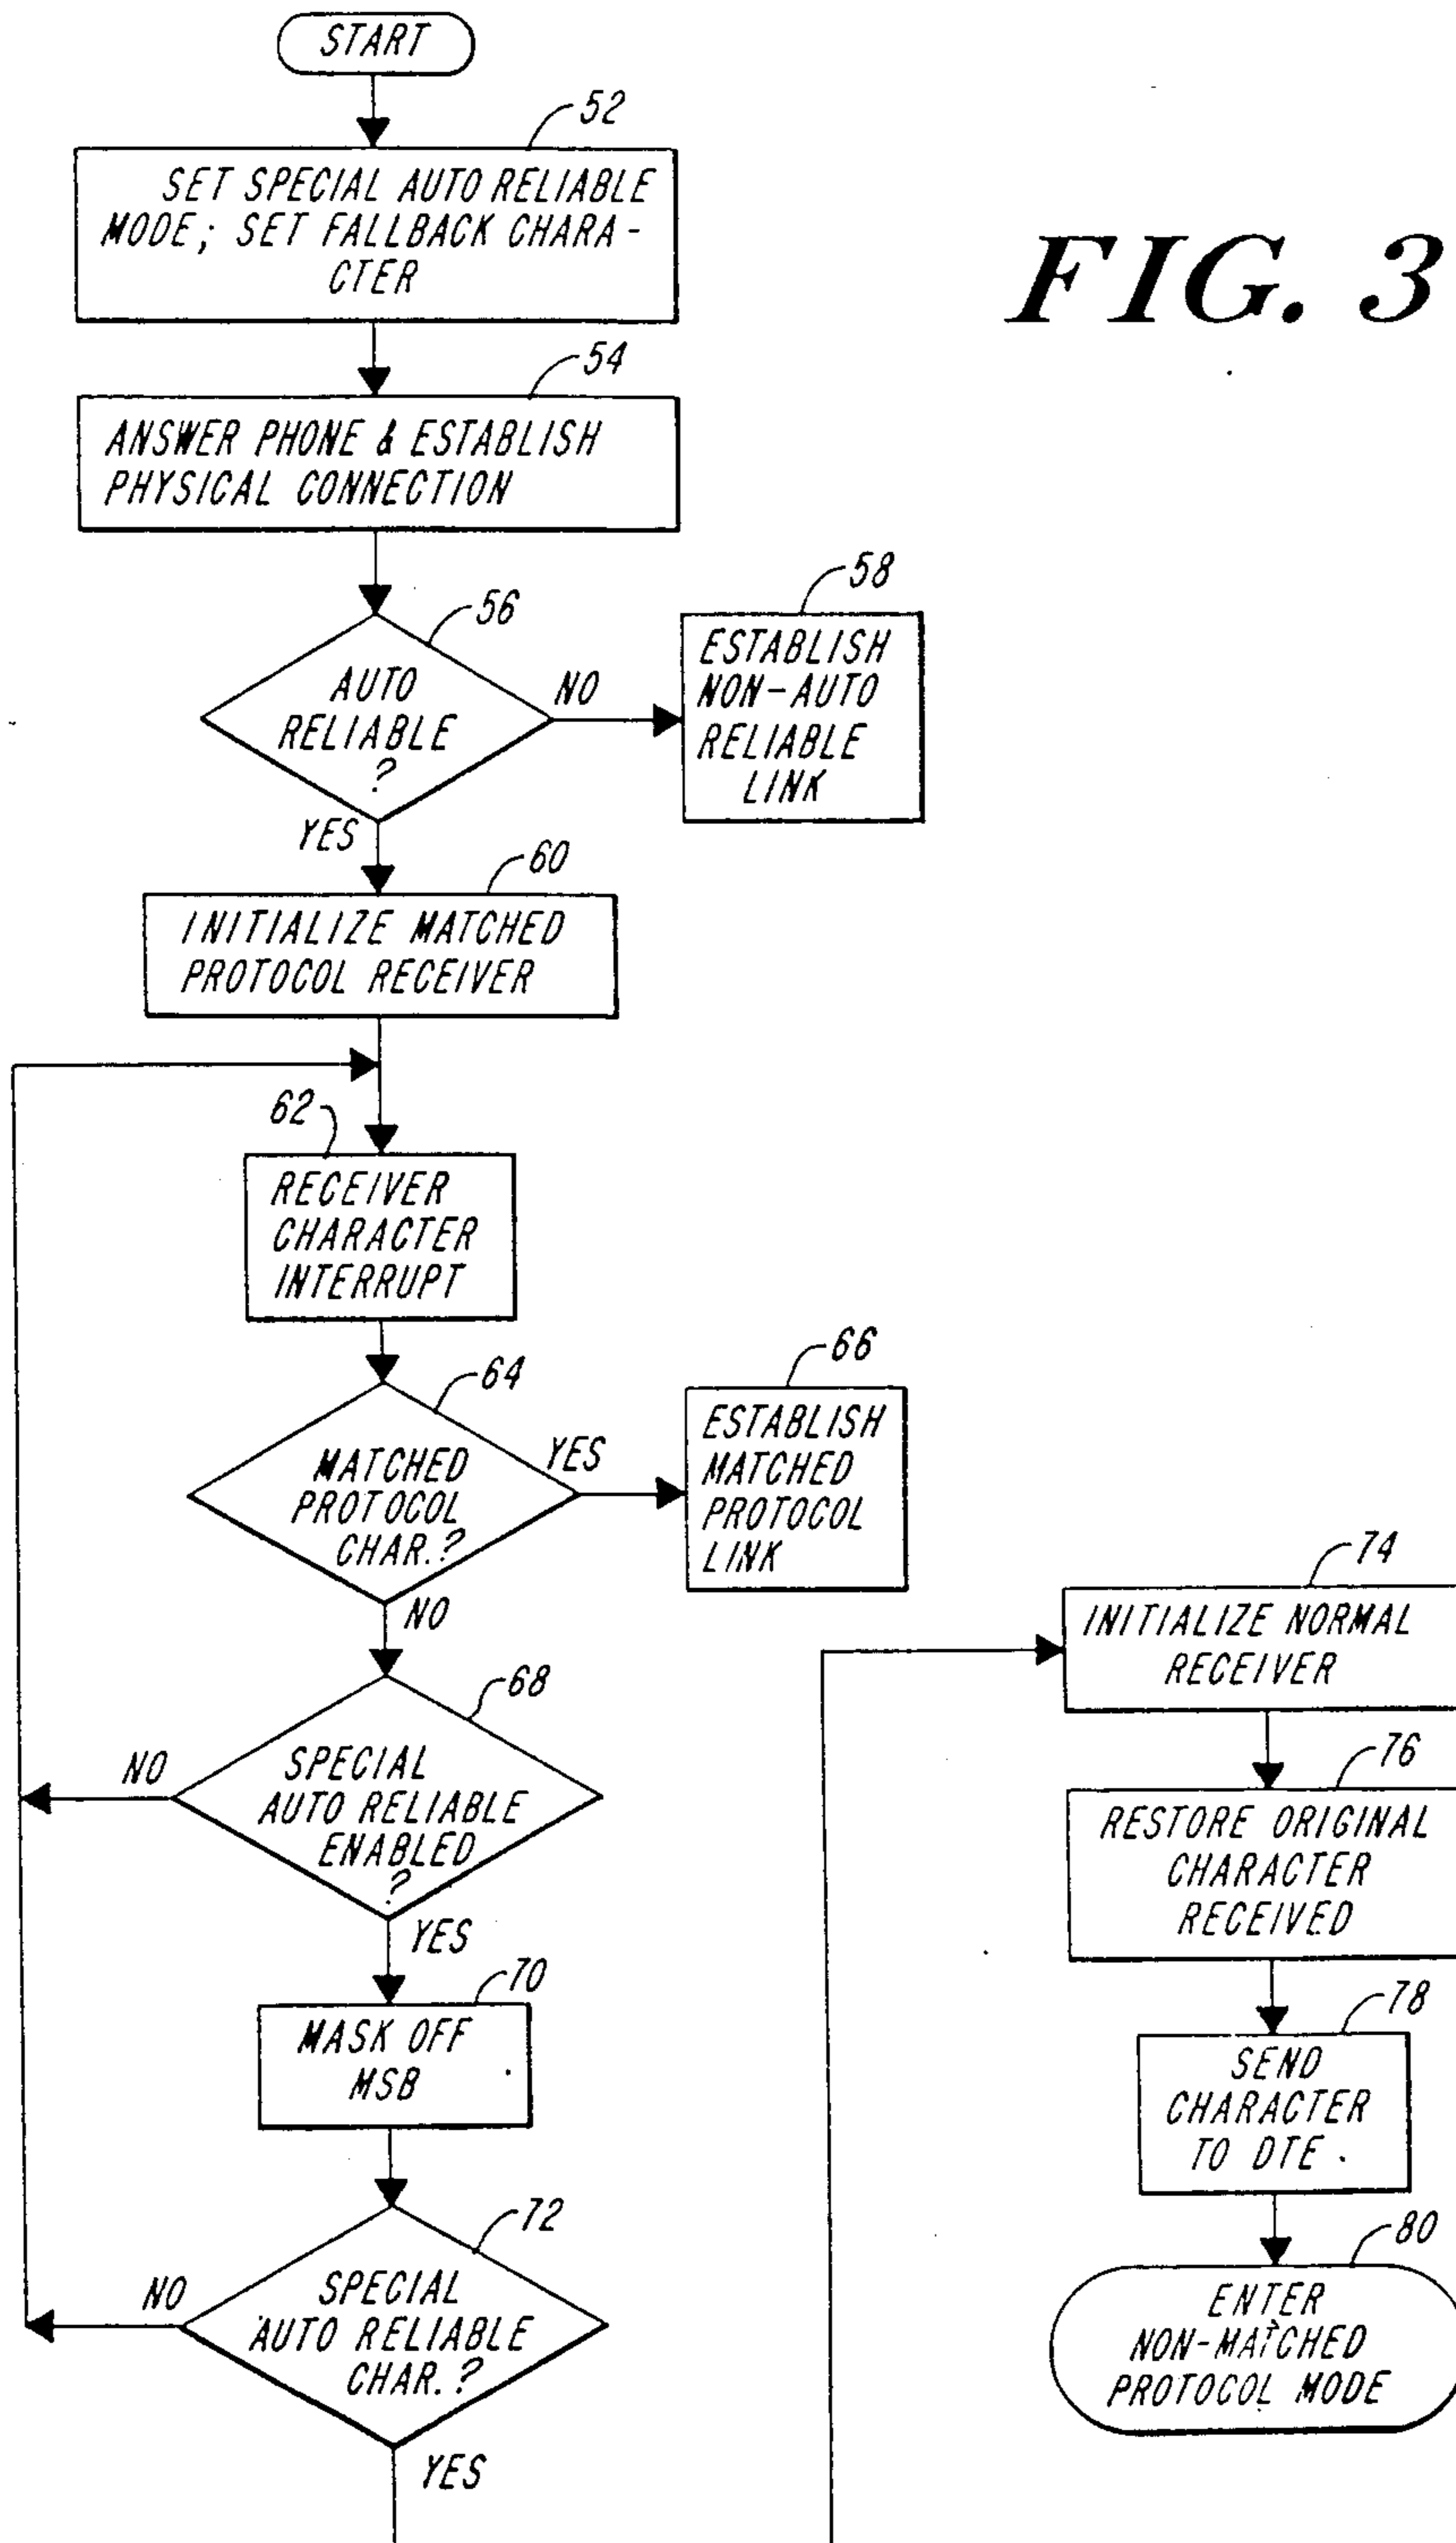 START
52
SET SPECIAL AUTO RELIABLE
MODE; SET FALLBACK CHARA-
CTER
FIG. 3
54
ANSWER PHONE & ESTABLISH
PHYSICAL CONNECTION
56
AUTO
RELIABLE
?
NO
YES
58
ESTABLISH
NON-AUTO
RELIABLE
LINK
60
INITIALIZE MATCHED
PROTOCOL RECEIVER
62
RECEIVER
CHARACTER
INTERRUPT
64
MATCHED
PROTOCOL
CHAR.?
YES
NO
66
ESTABLISH
MATCHED
PROTOCOL
LINK
68
SPECIAL
AUTO RELIABLE
ENABLED
?
NO
YES
70
MASK OFF
MSB
72
SPECIAL
AUTO RELIABLE
CHAR.?
NO
YES
74
INITIALIZE NORMAL
RECEIVER
76
RESTORE ORIGINAL
CHARACTER
RECEIVED
78
SEND
CHARACTER
TO DTE
80
ENTER
NON-MATCHED
PROTOCOL MODE